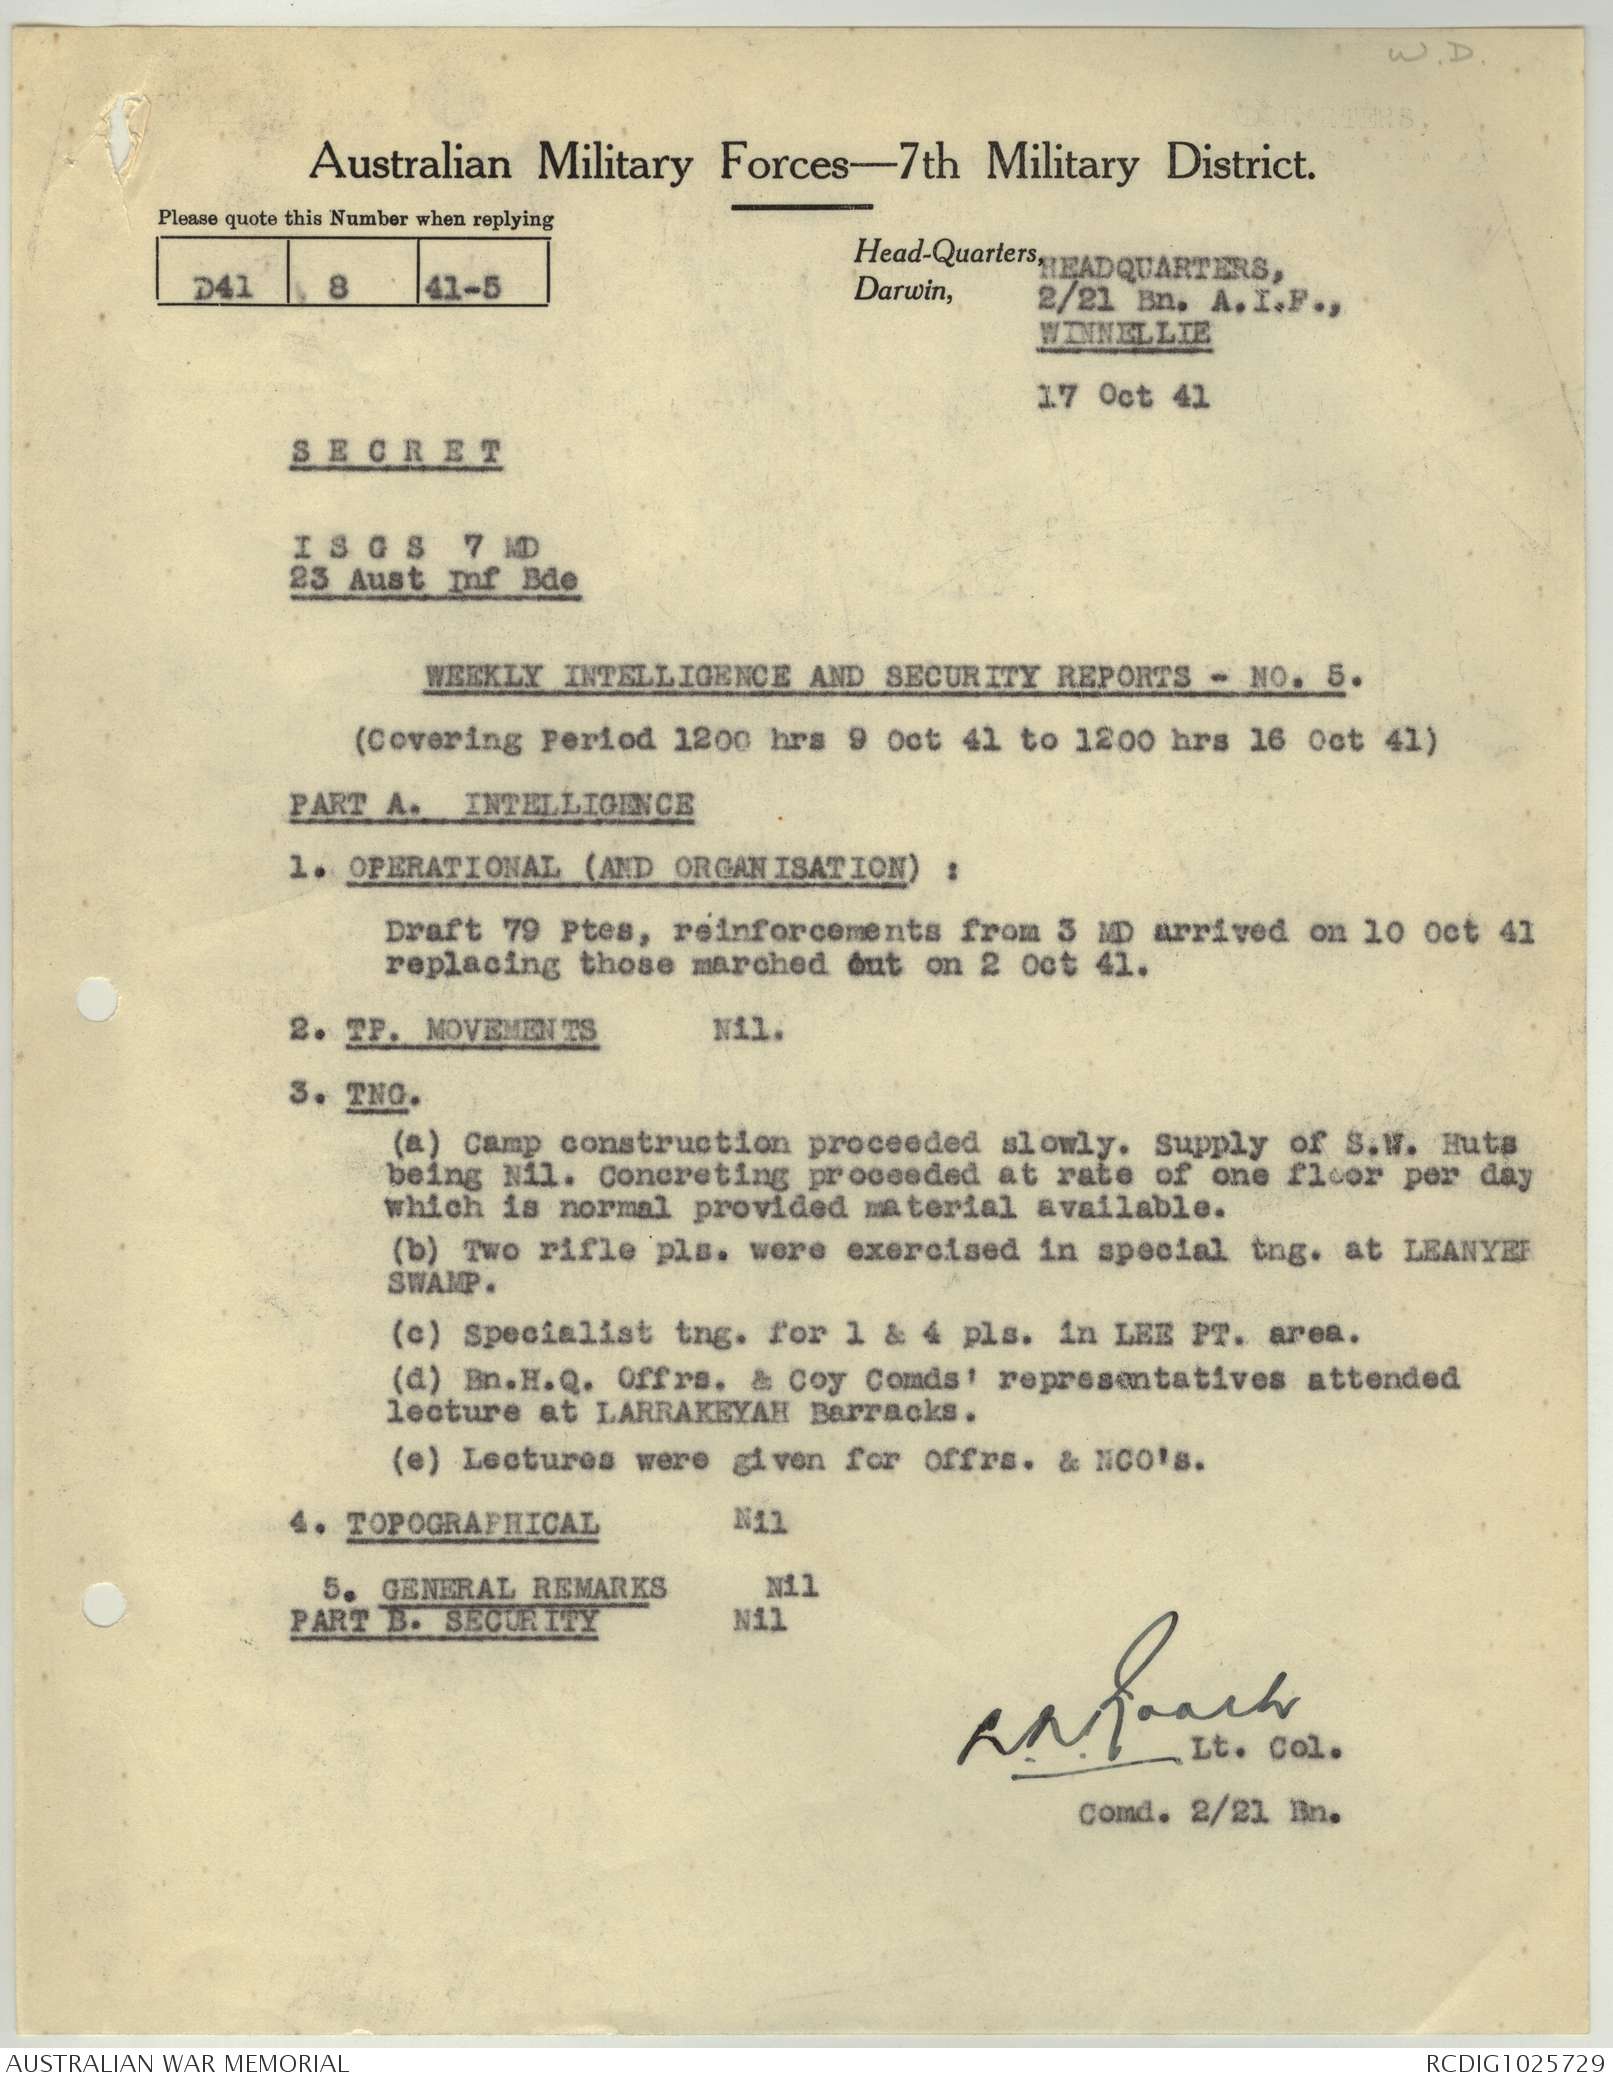 W.D.
Australian Military Forces—7th Military District.
Please quote this Number when replying
D41 8 41-5
Head-Quarters,
Darwin,
HEADQUARTERS,
2/21 Bn. A.I.F.,
WINNELLIE
17 Oct 41
S E C R E T
I S G S 7 MD
23 Aust Inf Bde
WEEKLY INTELLIGENCE AND SECURITY REPORTS - NO. 5.
(Covering Period 1200 hrs 9 Oct 41 to 1200 hrs 16 Oct 41)
PART A. INTELLIGENCE
1. OPERATIONAL (AND ORGANISATION) :
Draft 79 Ptes, reinforcements from 3 MD arrived on 10 Oct 41
replacing those marched out on 2 Oct 41.
2. TP. MOVEMENTS Nil.
3. TNG.
(a) Camp construction proceeded slowly. Supply of S.W. Huts
being Nil. Concreting proceeded at rate of one floor per day
which is normal provided material available.
(b) Two rifle pls. were exercised in special tng. at LEANYER
SWAMP.
(c) Specialist tng. for 1 & 4 pls. in LEE PT. area.
(d) Bn.H.Q. Offrs. & Coy Comds' representatives attended
lecture at LARRAKEYAH Barracks.
(e) Lectures were given for Offrs. & NCO's.
4. TOPOGRAPHICAL Nil
5. GENERAL REMARKS Nil
PART B. SECURITY Nil
Roach
Lt. Col.
Comd. 2/21 Bn.
AUSTRALIAN WAR MEMORIAL RCDIG1025729